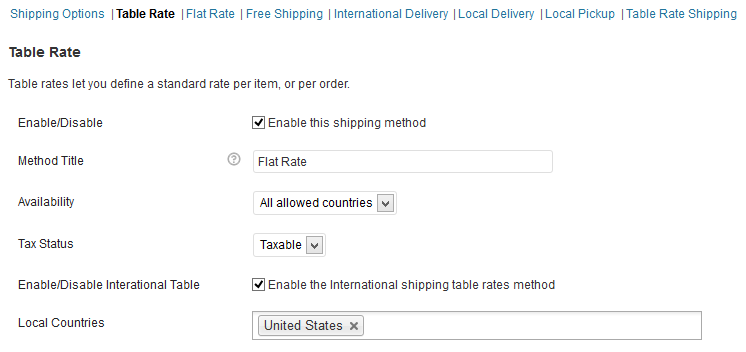 Shipping Options | Table Rate | Flat Rate | Free Shipping | International Delivery | Local Delivery | Local Pickup | Table Rate Shipping
Table Rate
Table rates let you define a standard rate per item, or per order.
Enable/Disable Enable this shipping method
Method Title ? Flat Rate
Availability All allowed countries
Tax Status Taxable
Enable/Disable Interational Table Enable the International shipping table rates method
Local Countries United States ×